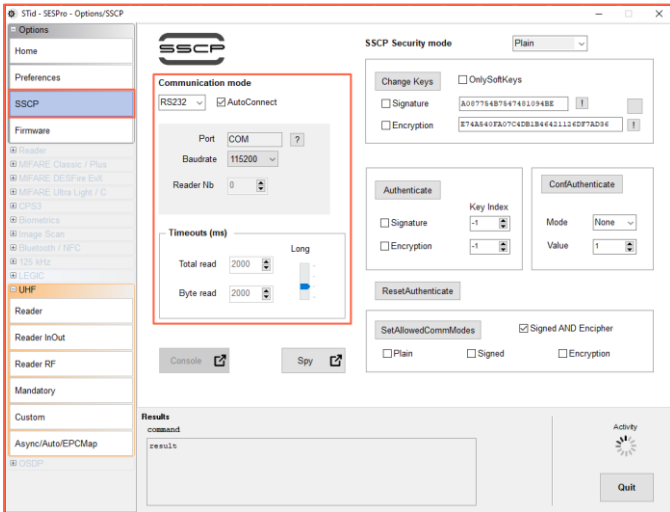 STid - SESPro - Options/SSCP
Options
Home
Preferences
SSCP
Firmware
Reader
MIFARE Classic / Plus
MIFARE DESFire Ev3
MIFARE Ultra Light / C
CPS3
Biometrics
Image Scan
Bluetooth / NFC
125 kHz
LEGIC
UHF
Reader
Reader InOut
Reader RF
Mandatory
Custom
Async/Auto/EPCMap
OSDP
SSCP
Communication mode
RS232 AutoConnect
Port COM ?
Baudrate 115200
Reader Nb 0
Timeouts (ms)
Long
Total read 2000
Byte read 2000
Console
Spy
SSCP Security mode Plain
Change Keys OnlySoftKeys
Signature A087754B7547481094BE !
Encryption E74A540FA07C4DB1B46421126DF7AD36 !
Authenticate
Key Index
Signature -1
Encryption -1
ConfAuthenticate
Mode None
Value 1
ResetAuthenticate
SetAllowedCommModes Signed AND Encipher
Plain Signed Encryption
Results
command
result
Activity
Quit